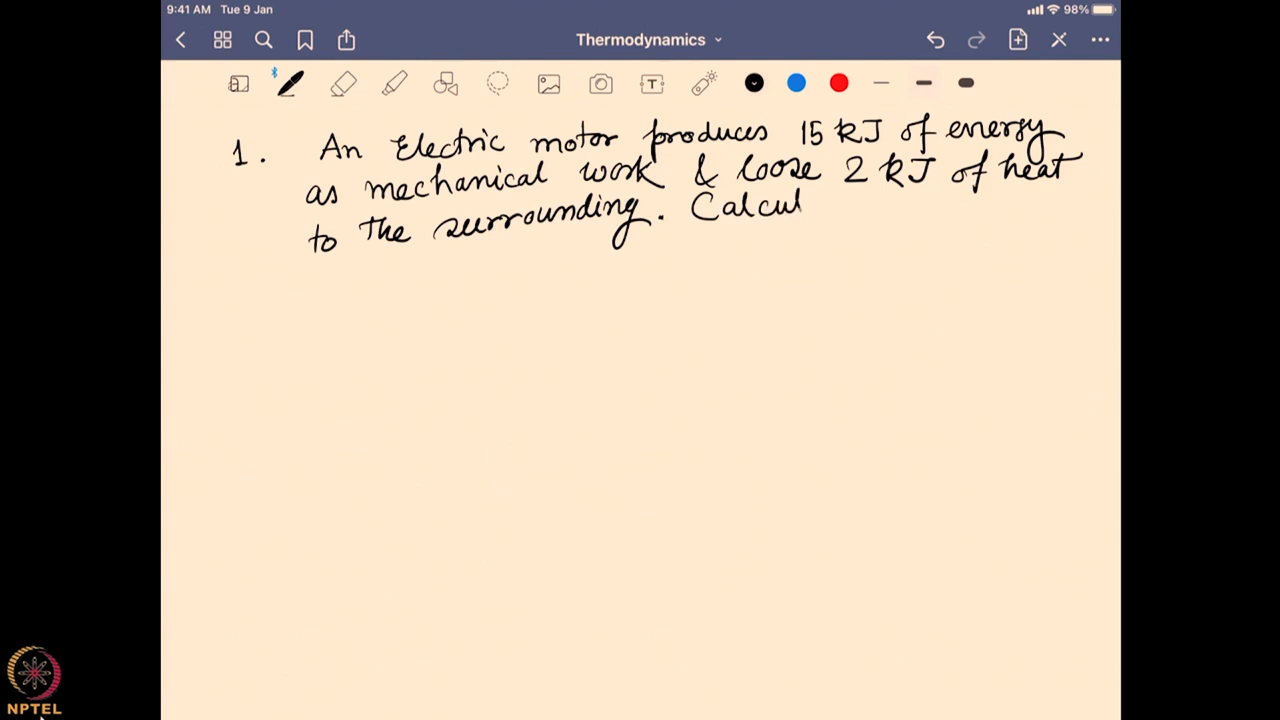 9:41 AM Tue 9 Jan 98%
Thermodynamics
1. An Electric motor produces 15 kJ of energy
as mechanical work & loose 2 kJ of heat
to the surrounding. Calcul
NPTEL